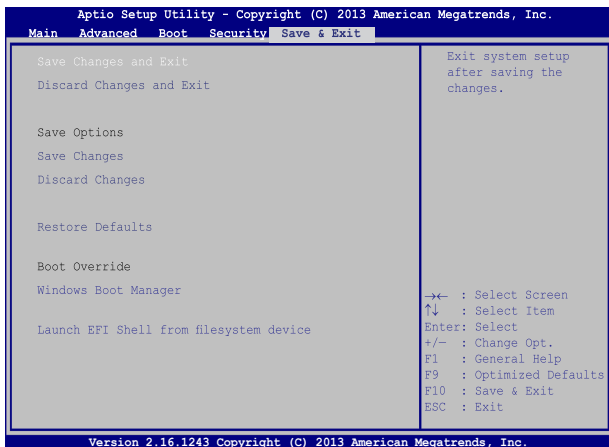 Aptio Setup Utility - Copyright (C) 2013 American Megatrends, Inc.
Main Advanced Boot Security Save & Exit
Save Changes and Exit
Discard Changes and Exit
Save Options
Save Changes
Discard Changes
Restore Defaults
Boot Override
Windows Boot Manager
Launch EFI Shell from filesystem device
Exit system setup
after saving the
changes.
→← : Select Screen
↑↓ : Select Item
Enter: Select
+/— : Change Opt.
F1 : General Help
F9 : Optimized Defaults
F10 : Save & Exit
ESC : Exit
Version 2.16.1243 Copyright (C) 2013 American Megatrends, Inc.